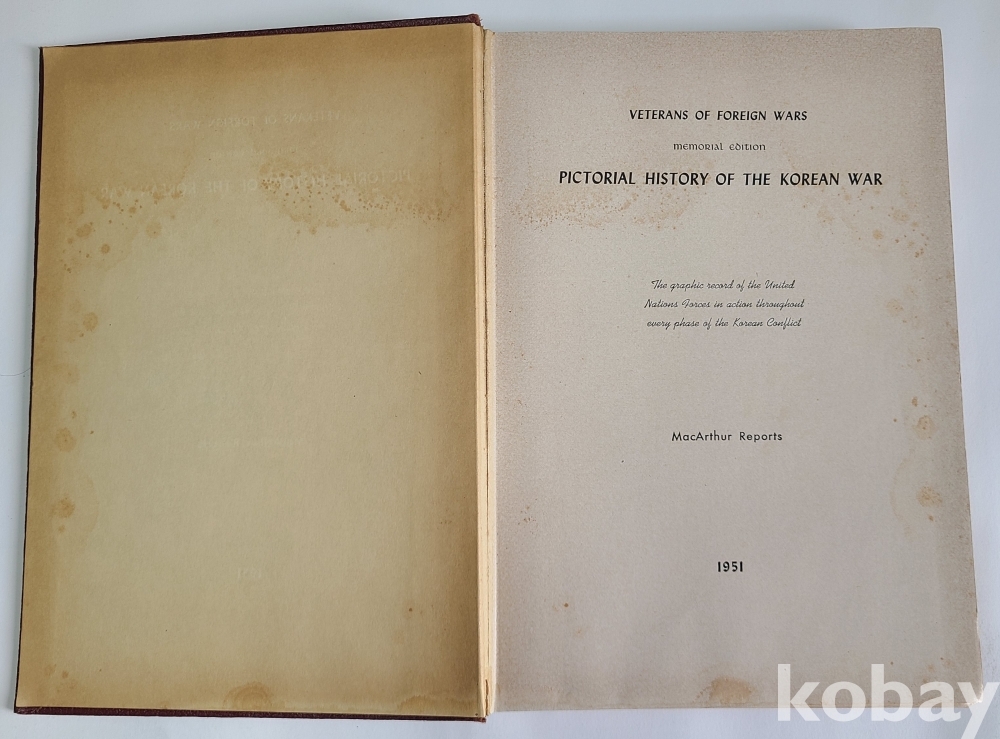 VETERANS OF FOREIGN WARS
MEMORIAL EDITION
PICTORIAL HISTORY OF THE KOREAN WAR
The graphic record of the United
Nations Forces in action throughout
every phase of the Korean Conflict
MacArthur Reports
1951
kobay